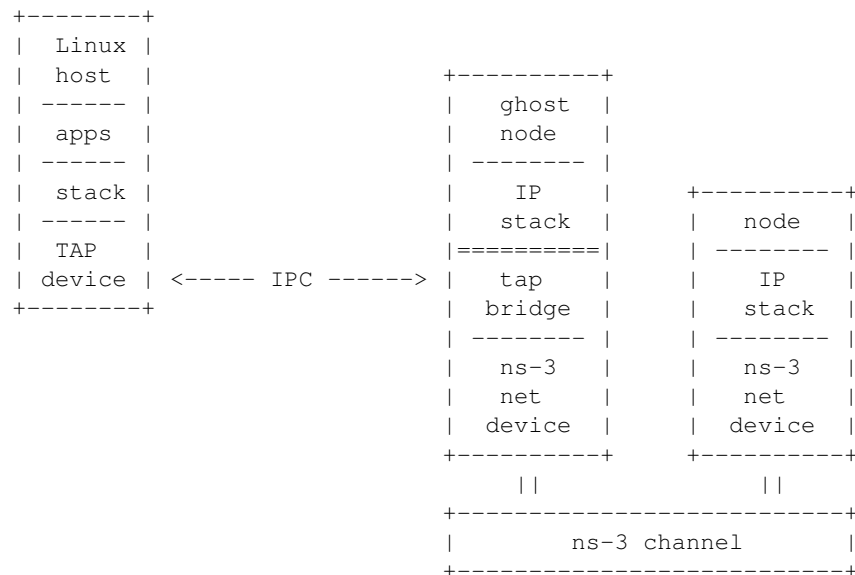 +--------+
|  Linux |
|  host  |                    +----------+
| ------ |                    |   ghost  |
|  apps  |                    |   node   |
| ------ |                    | -------- |
|  stack |                    |    IP    |     +----------+
| ------ |                    |   stack  |     |   node   |
|  TAP   |                    |==========|     | -------- |
| device | <----- IPC ------> |   tap    |     |    IP    |
+--------+                    |  bridge  |     |   stack  |
                              | -------- |     | -------- |
                              |   ns-3   |     |   ns-3   |
                              |   net    |     |   net    |
                              |  device  |     |  device  |
                              +----------+     +----------+
                                   ||               ||
                              +---------------------------+
                              |        ns-3 channel       |
                              +---------------------------+